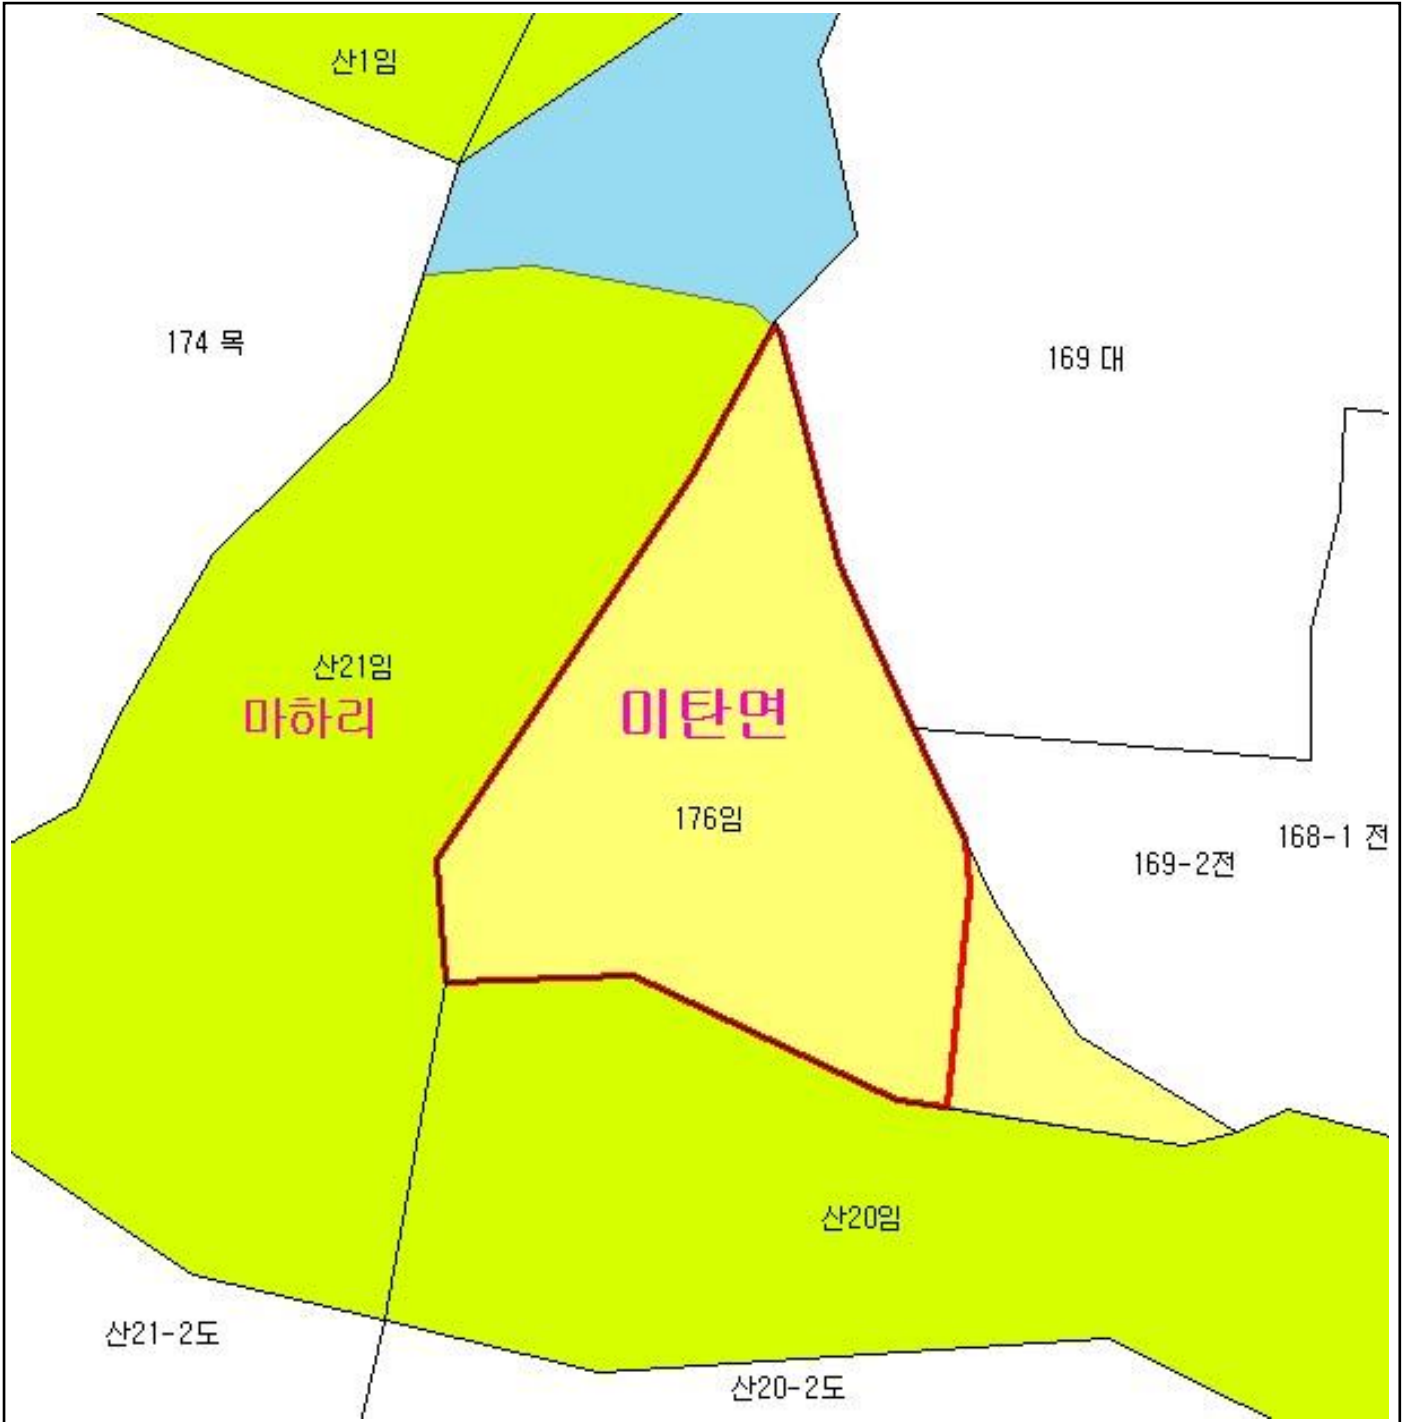 산1임
174 목
169 대
산21임
마하리
미탄면
176임
168-1 전
169-2전
산20임
산21-2도
산20-2도